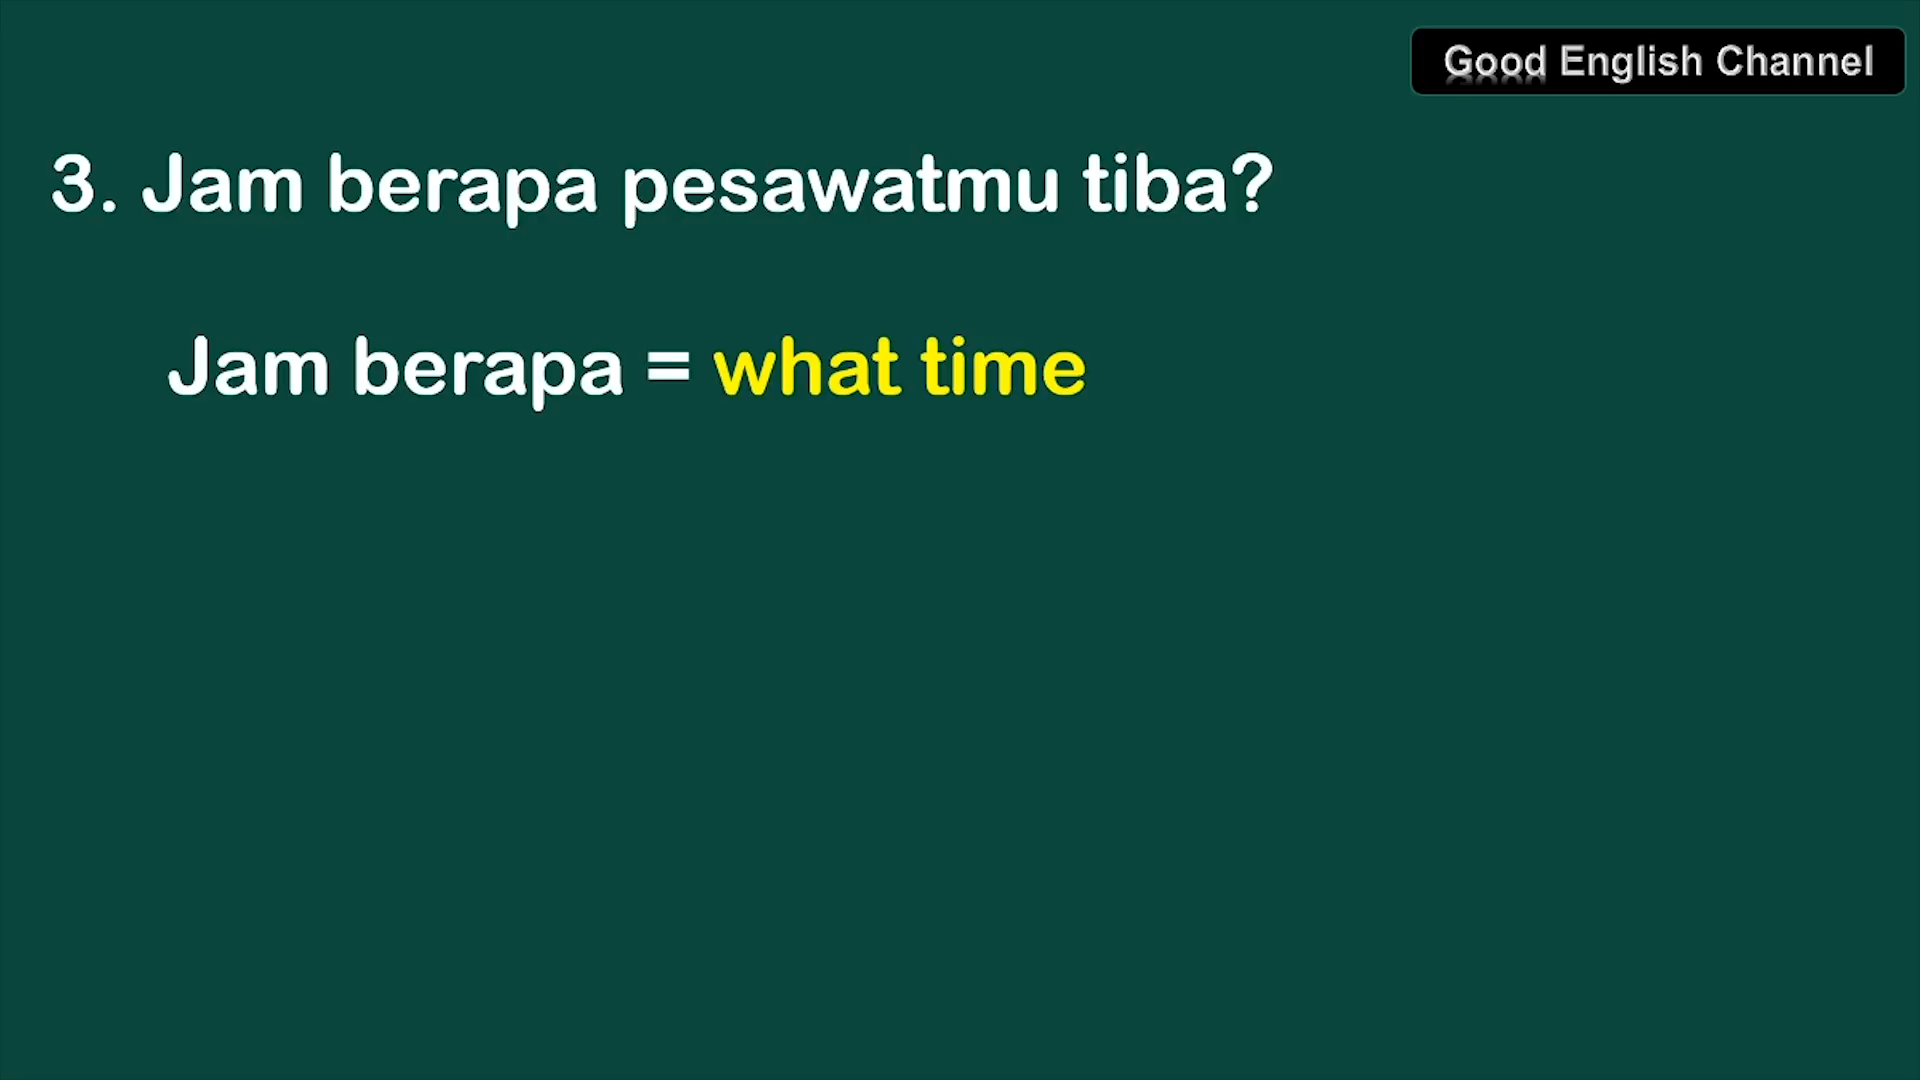 Good English Channel
3. Jam berapa pesawatmu tiba?
Jam berapa = what time